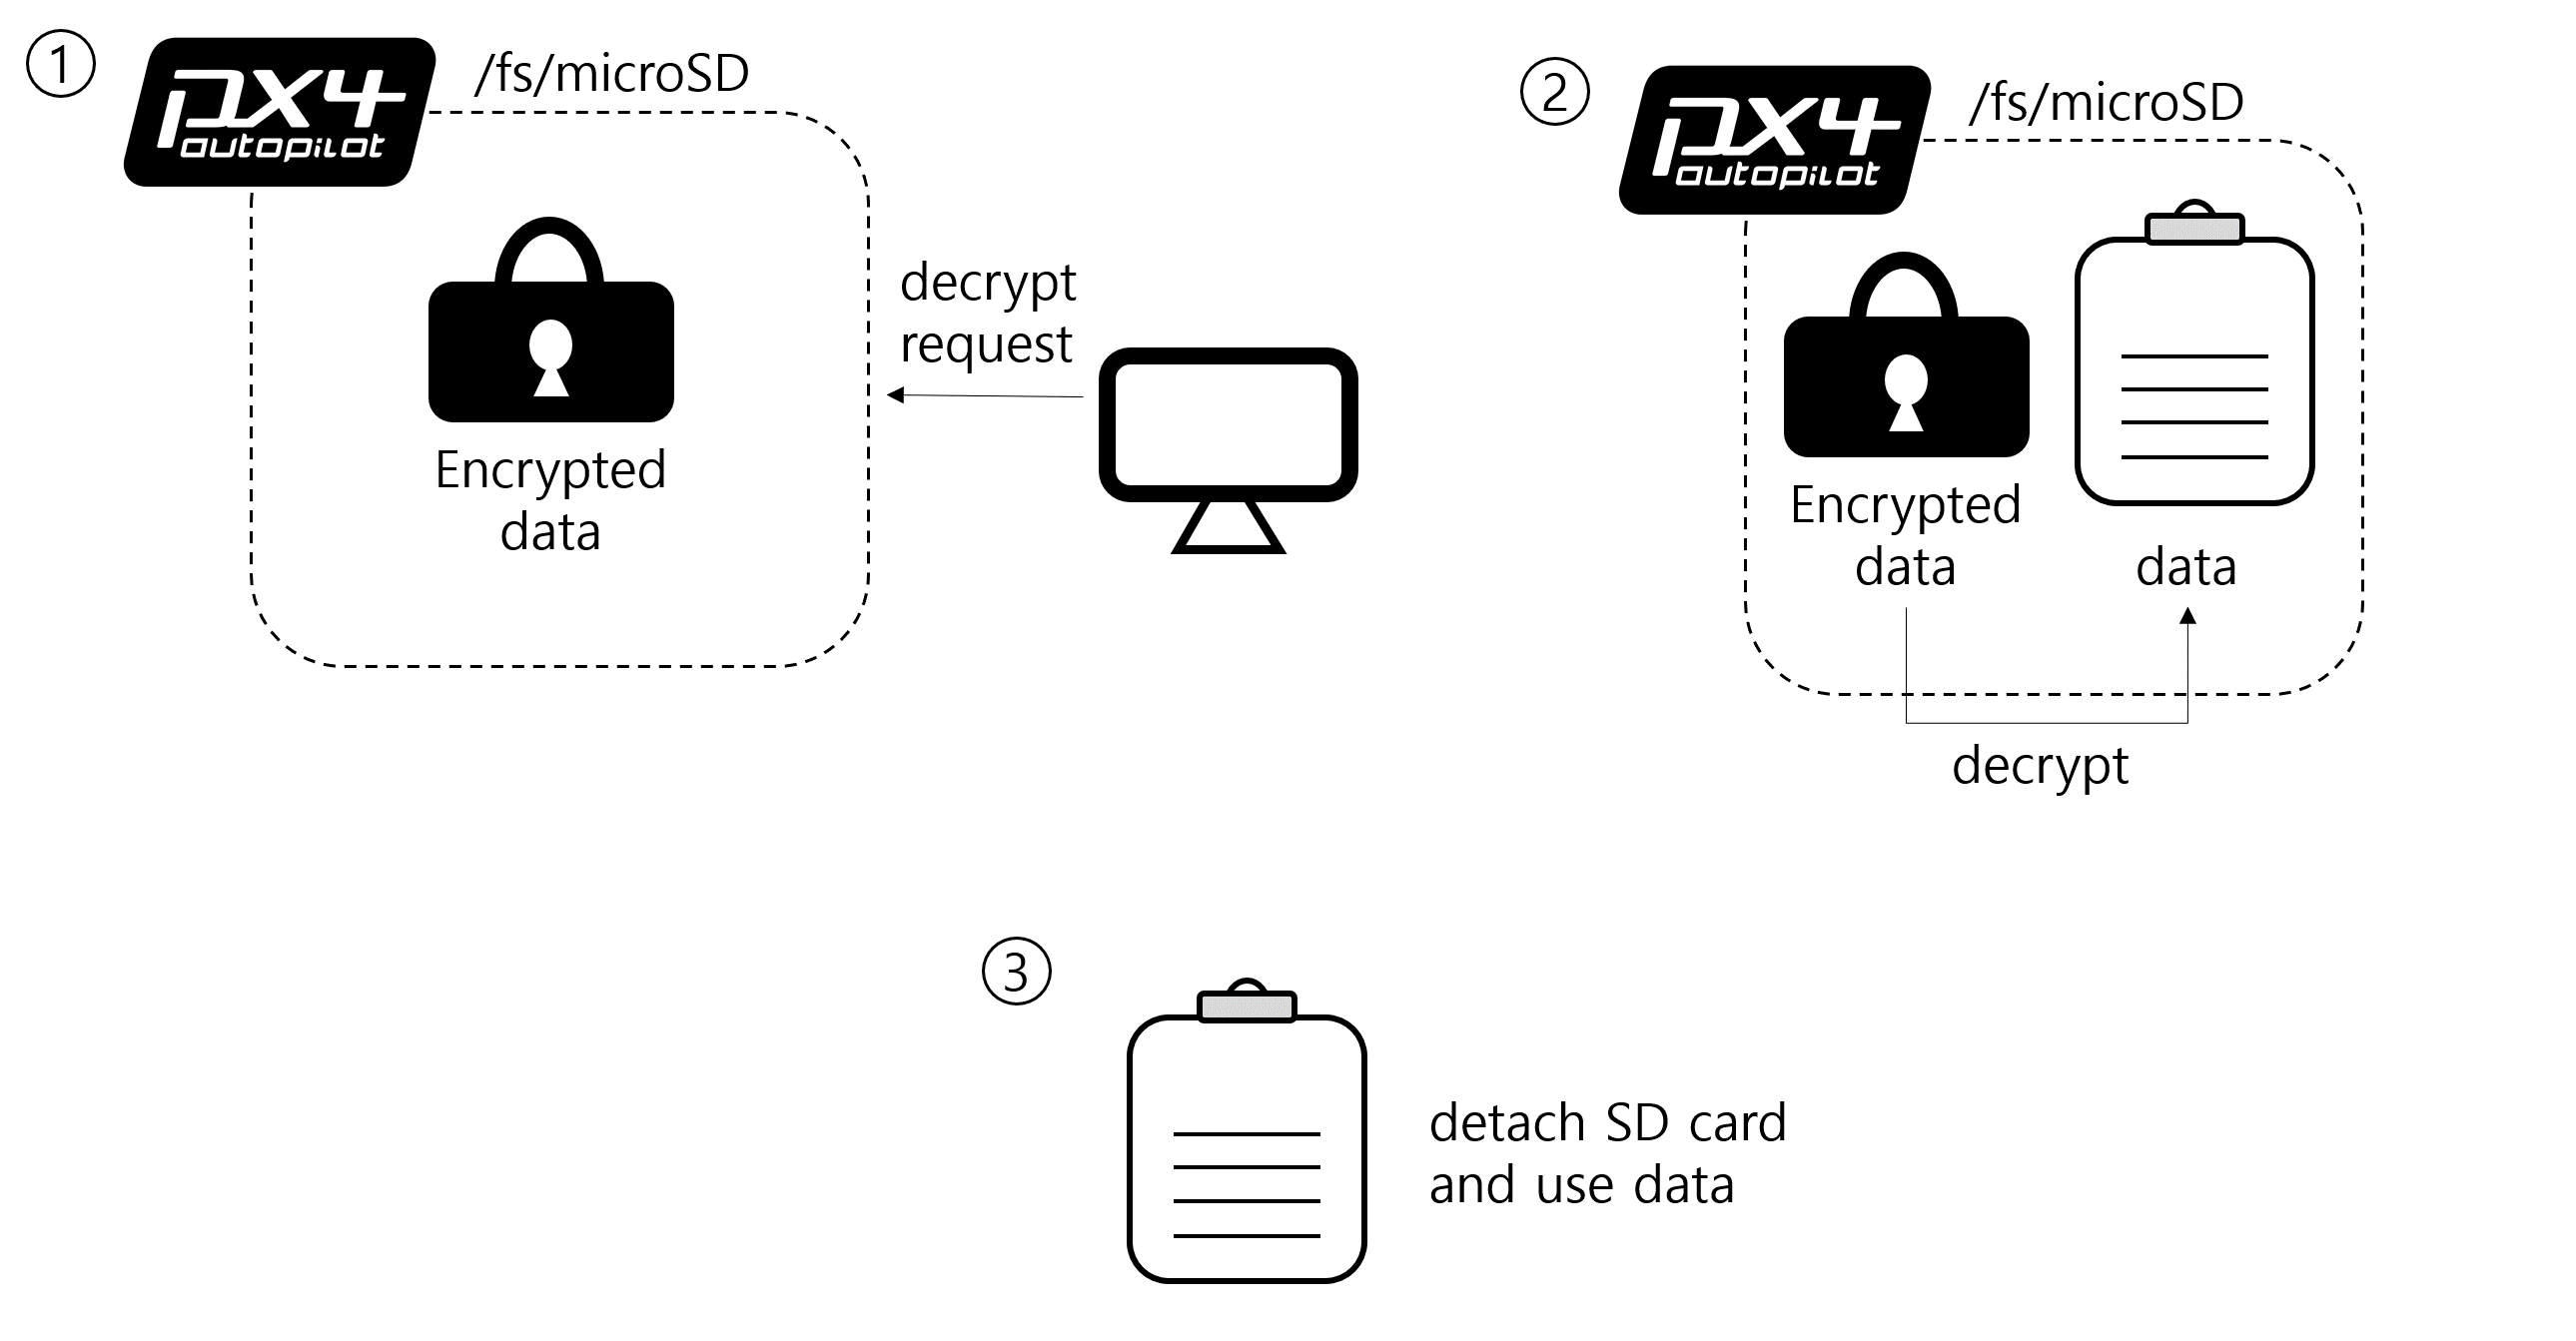 ①
px4
autopilot
/fs/microSD
Encrypted
data
decrypt
request
②
px4
autopilot
/fs/microSD
Encrypted
data
data
decrypt
③
detach SD card
and use data